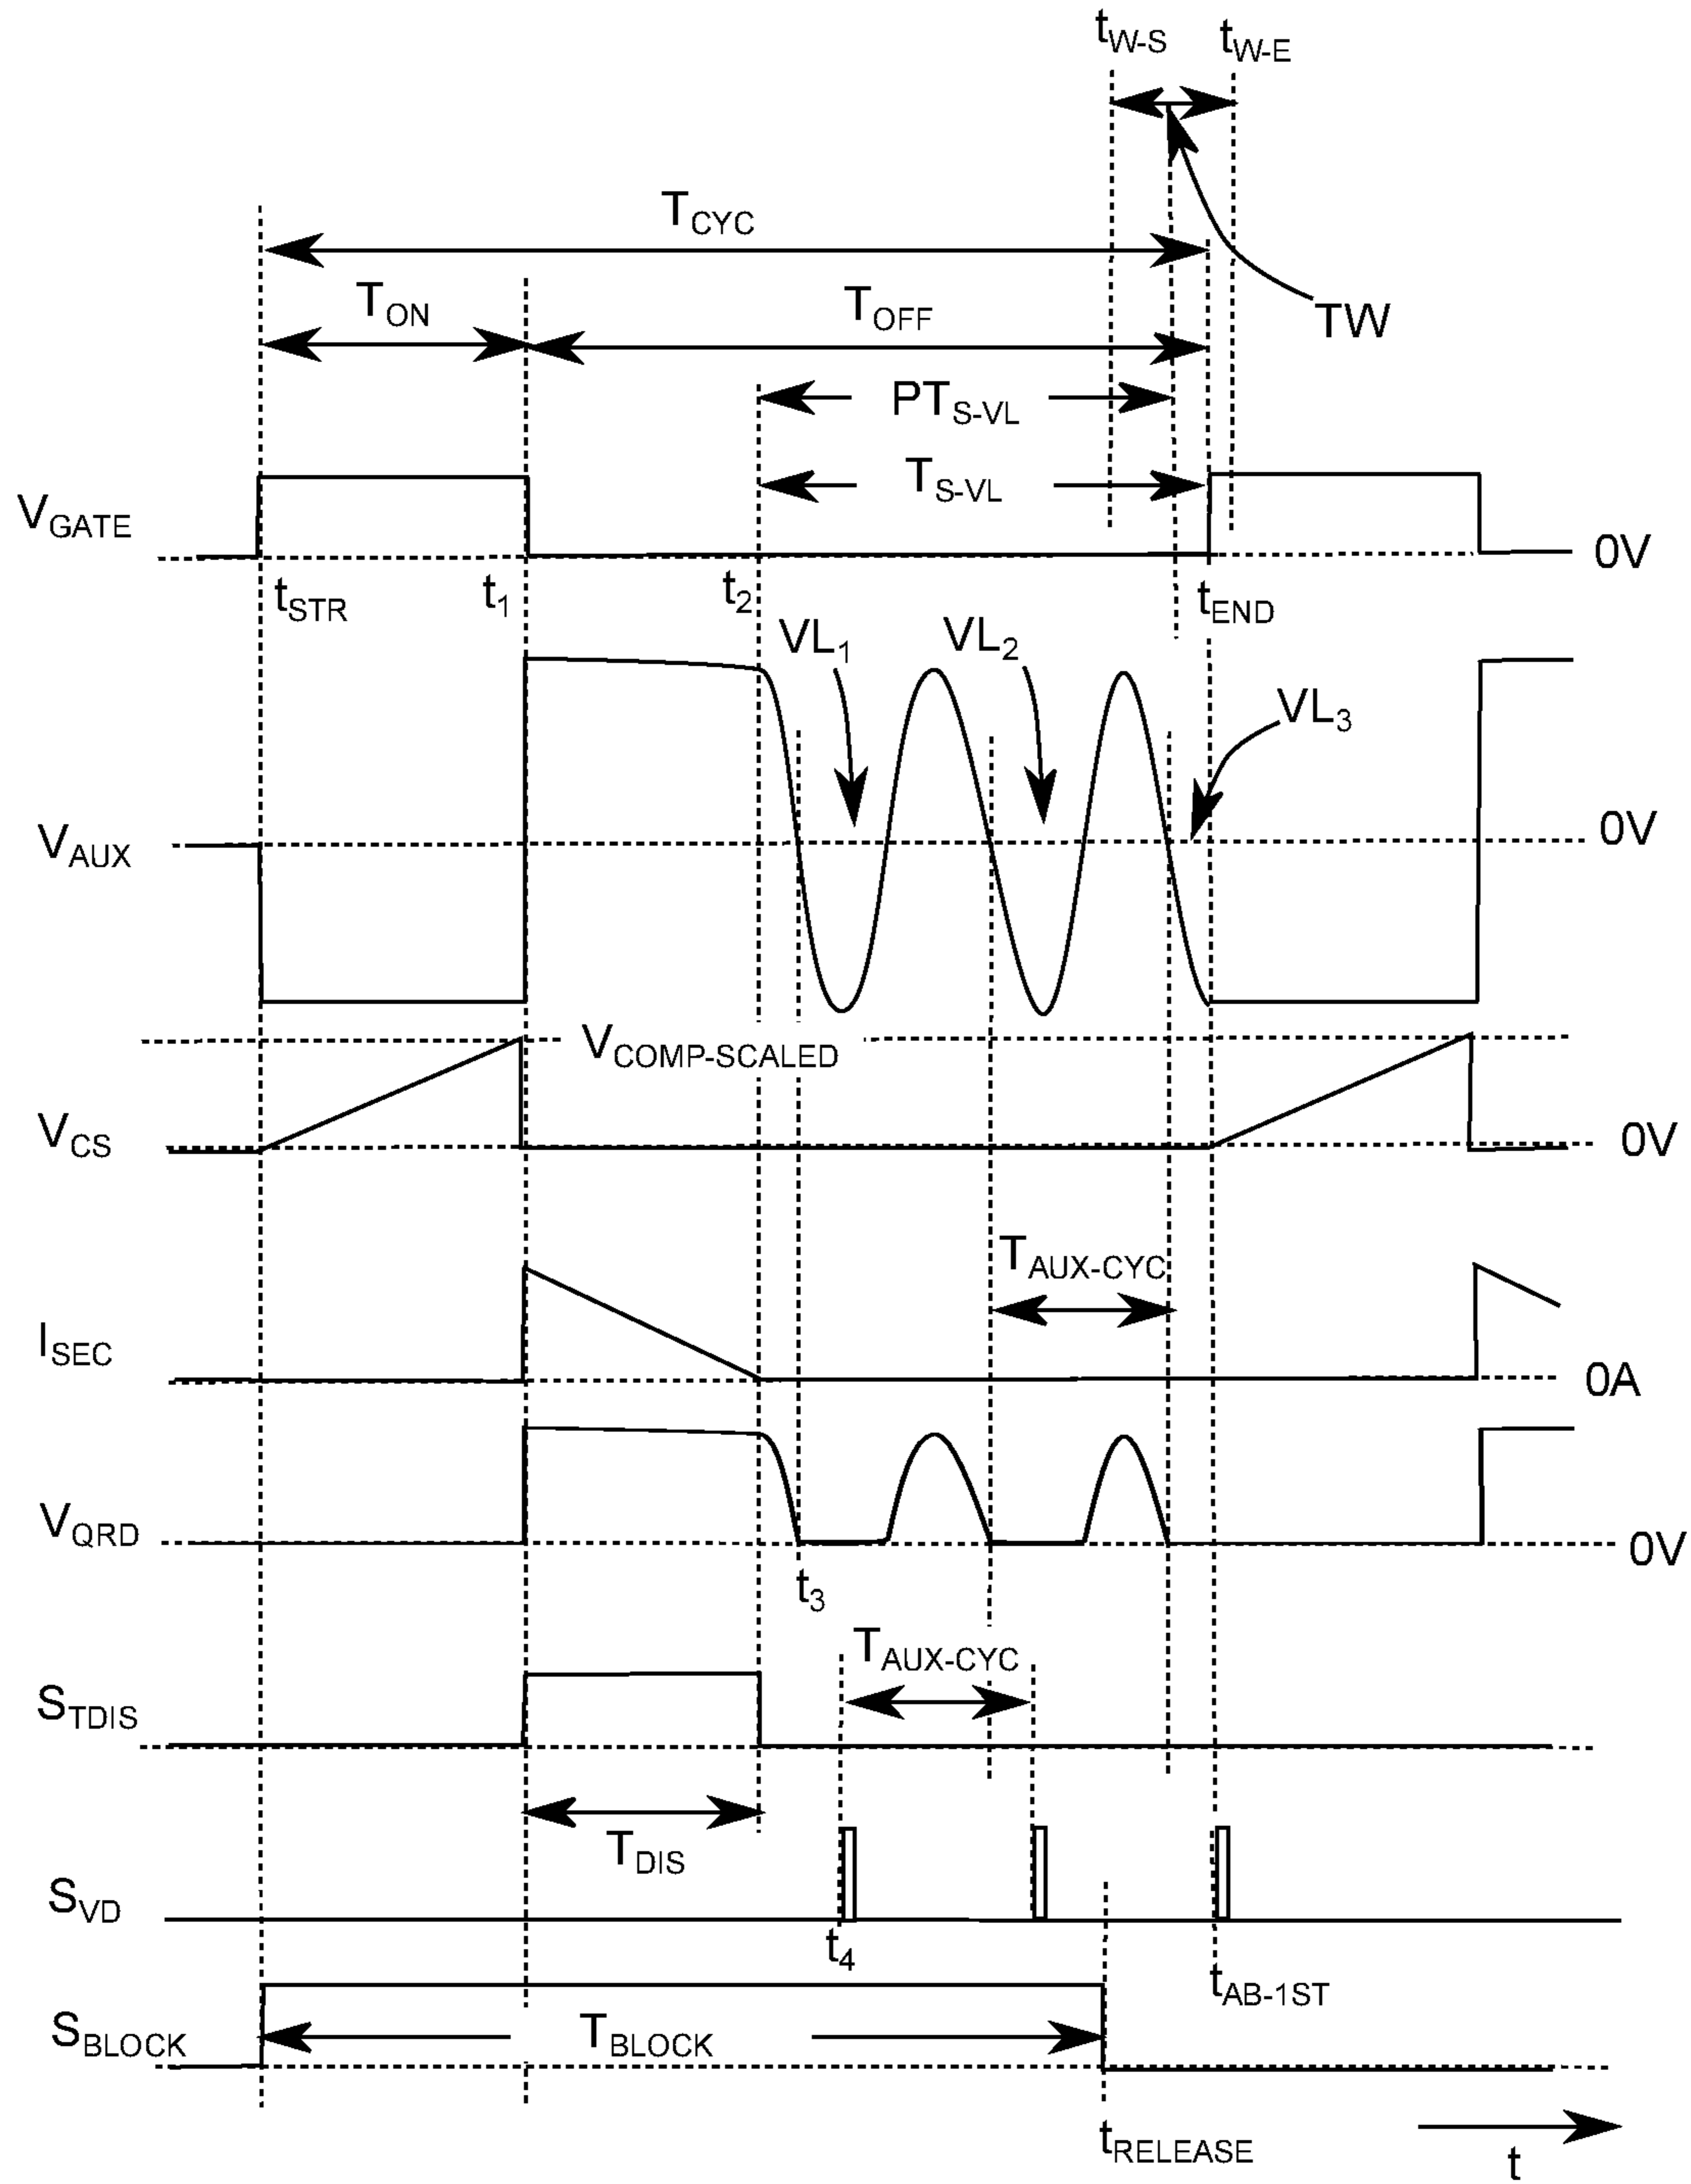 tW-S tW-E
TCYC
TON TOFF TW
PTS-VL
TS-VL
VGATE 0V
tSTR t1 t2 tEND
VL1 VL2 VL3
VAUX 0V
VCOMP-SCALED
VCS 0V
TAUX-CYC
ISEC 0A
VQRD 0V
t3
TAUX-CYC
STDIS
TDIS
SVD
t4 tAB-1ST
SBLOCK TBLOCK
tRELEASE t